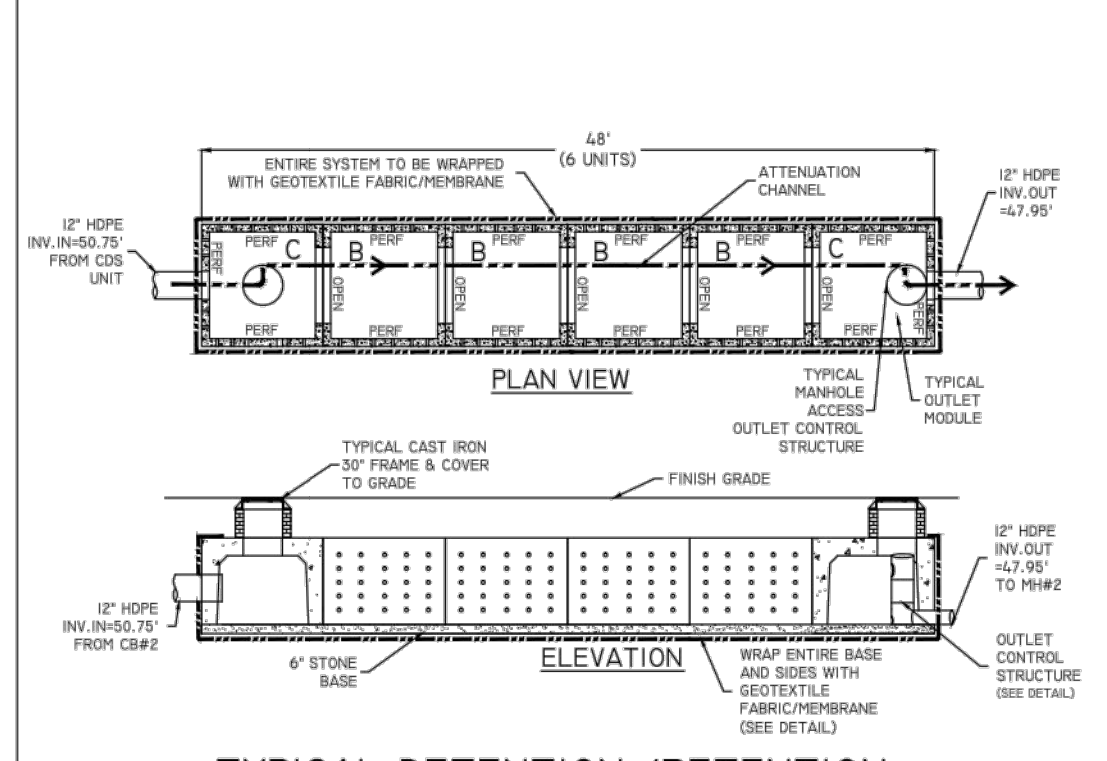 48'
(6 UNITS)
ENTIRE SYSTEM TO BE WRAPPED
WITH GEOTEXTILE FABRIC/MEMBRANE
ATTENUATION
CHANNEL
12" HDPE
INV.OUT
=47.95'
12" HDPE
INV.IN=50.75'
FROM CDS
UNIT
PERF
PERF
PERF
PERF
PERF
PERF
C
B
B
B
B
C
PERF
OPEN
OPEN
OPEN
OPEN
OPEN
PERF
PERF
PERF
PERF
PERF
PERF
PERF
PLAN VIEW
TYPICAL
MANHOLE
ACCESS
OUTLET CONTROL
STRUCTURE
TYPICAL
OUTLET
MODULE
TYPICAL CAST IRON
30" FRAME & COVER
TO GRADE
FINISH GRADE
12" HDPE
INV.OUT
=47.95'
TO MH#2
12" HDPE
INV.IN=50.75'
FROM CB#2
6" STONE
BASE
ELEVATION
WRAP ENTIRE BASE
AND SIDES WITH
GEOTEXTILE
FABRIC/MEMBRANE
(SEE DETAIL)
OUTLET
CONTROL
STRUCTURE
(SEE DETAIL)